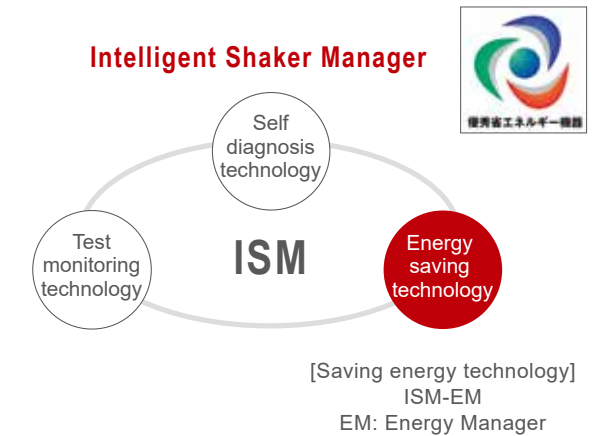 Intelligent Shaker Manager
優秀省エネルギー機器
Self
diagnosis
technology
Test
monitoring
technology
ISM
Energy
saving
technology
[Saving energy technology]
ISM-EM
EM: Energy Manager